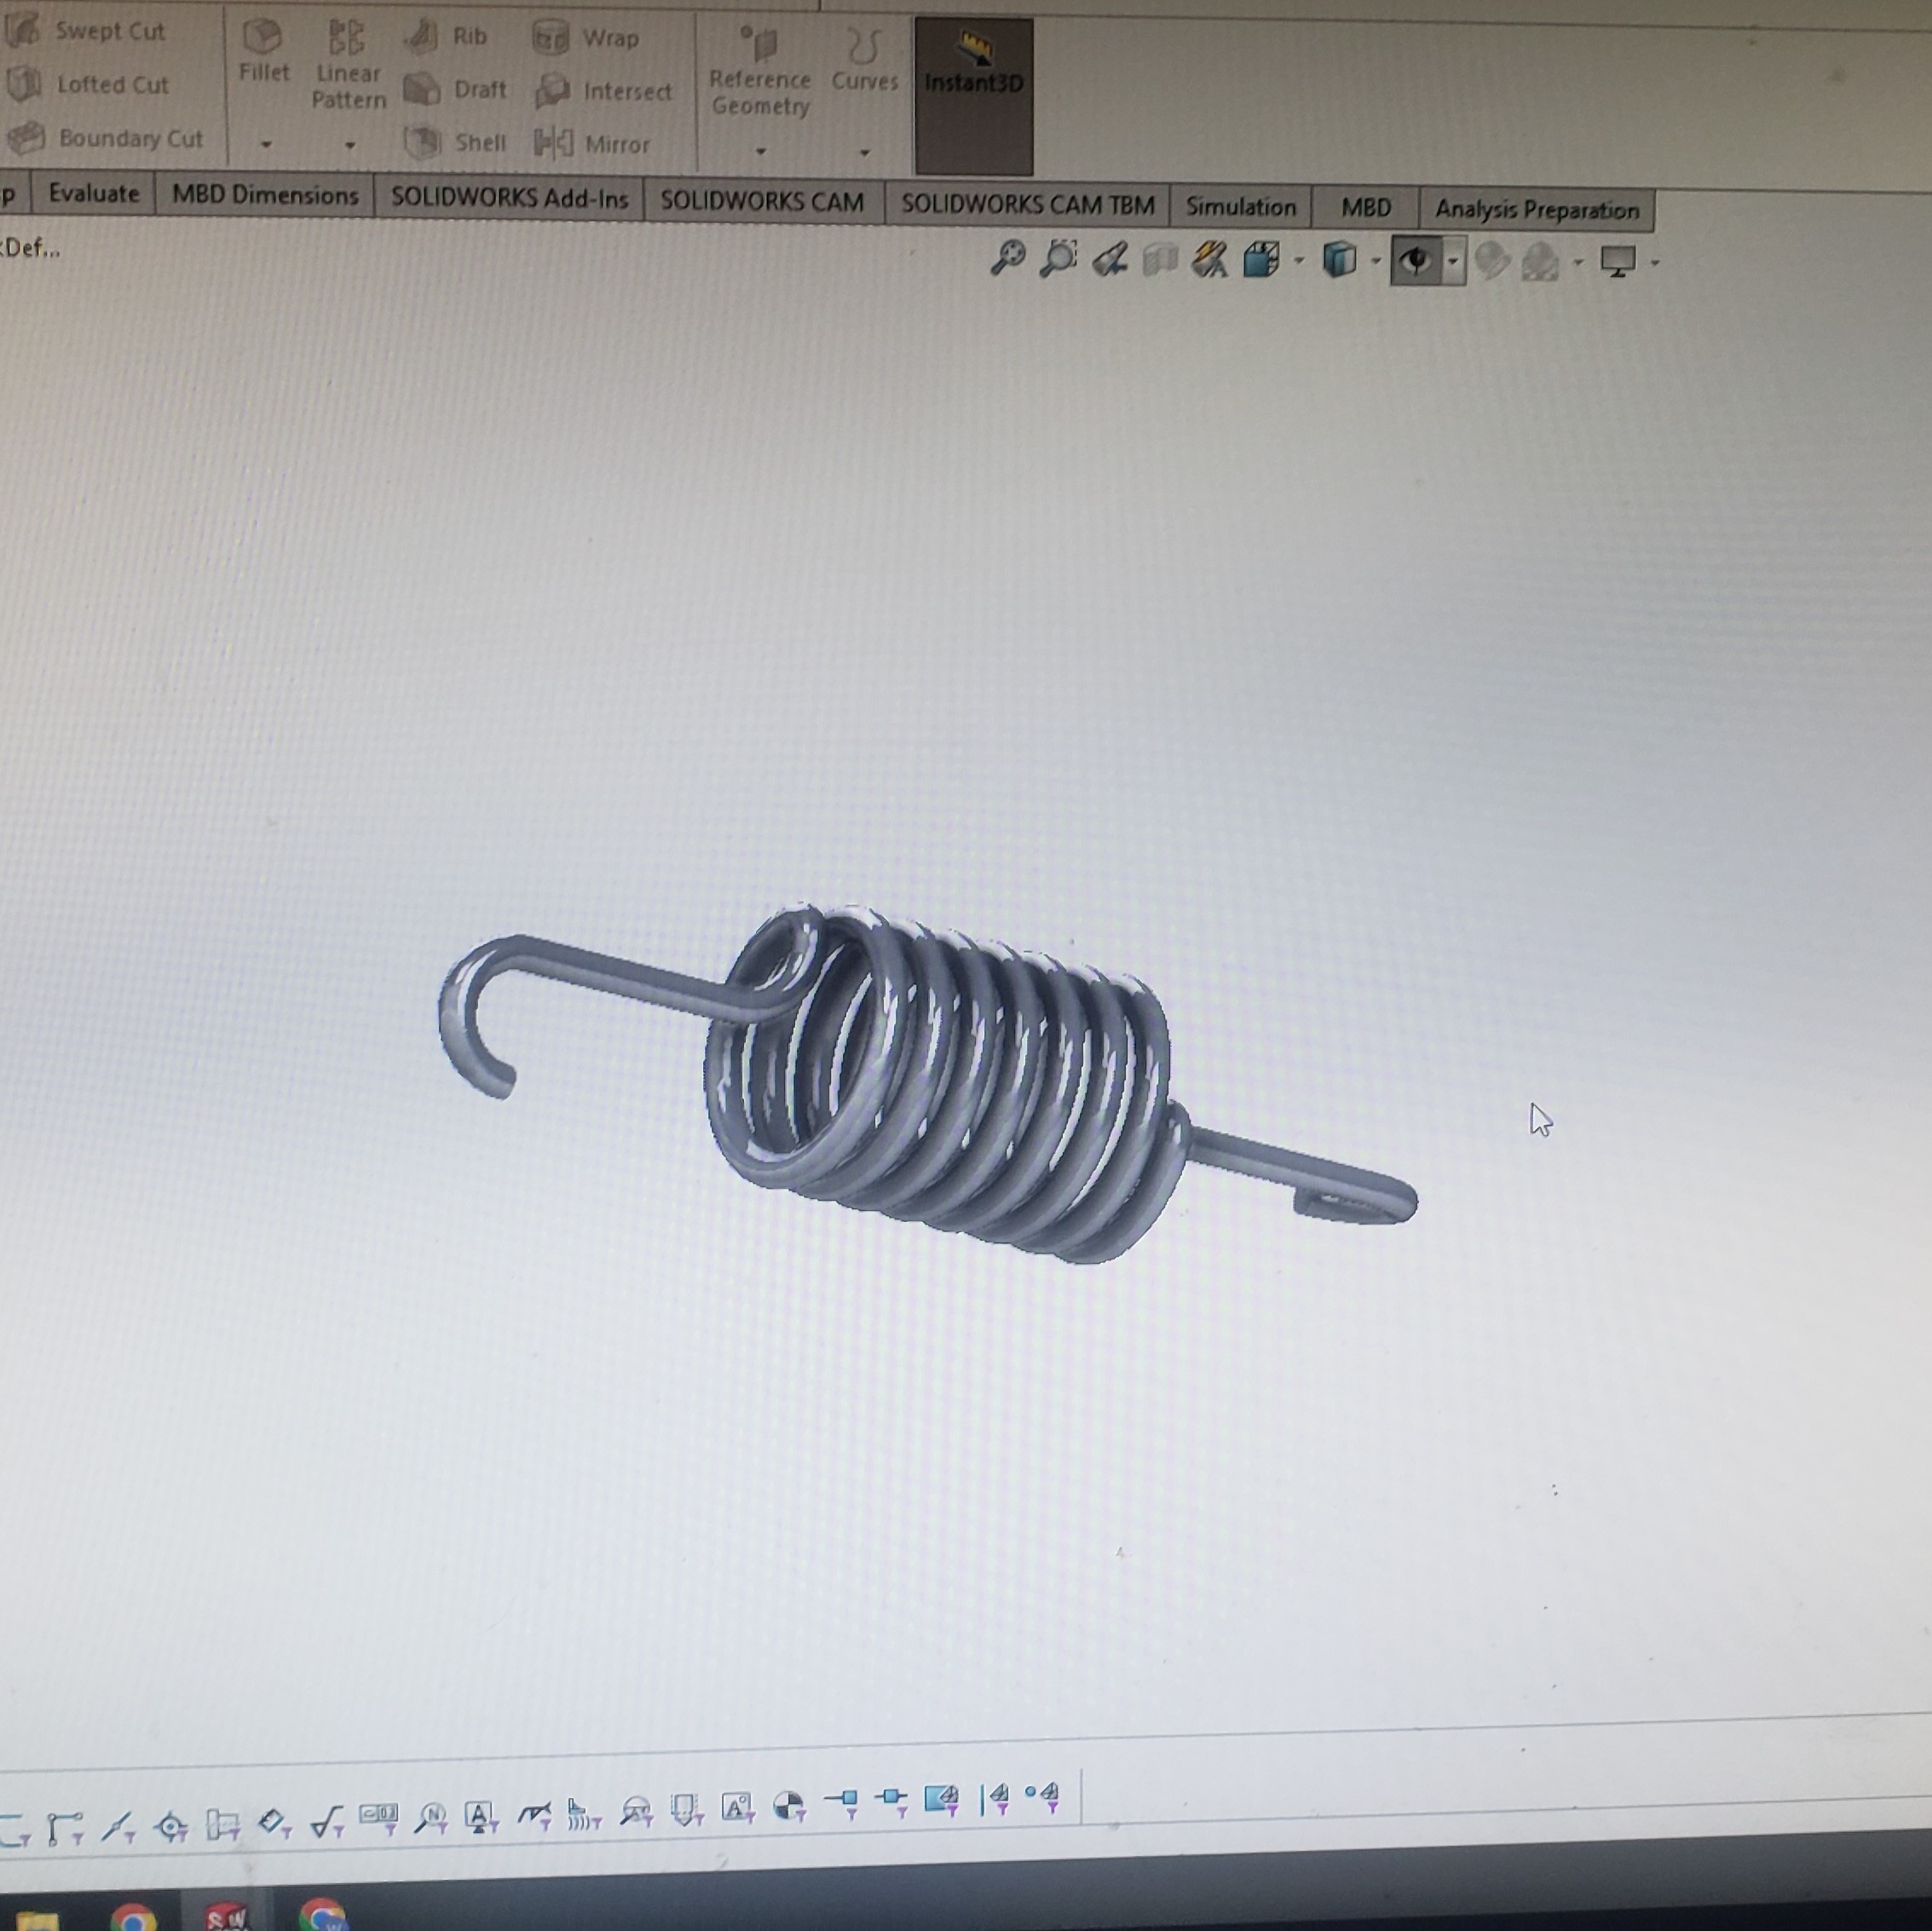 Swept Cut
Lofted Cut
Boundary Cut
Fillet
Linear
Pattern
Rib
Draft
Shell
Wrap
Intersect
Mirror
Reference
Geometry
Curves
Instant3D
p
Evaluate
MBD Dimensions
SOLIDWORKS Add-Ins
SOLIDWORKS CAM
SOLIDWORKS CAM TBM
Simulation
MBD
Analysis Preparation
<Def...
N
A
A
SW
W